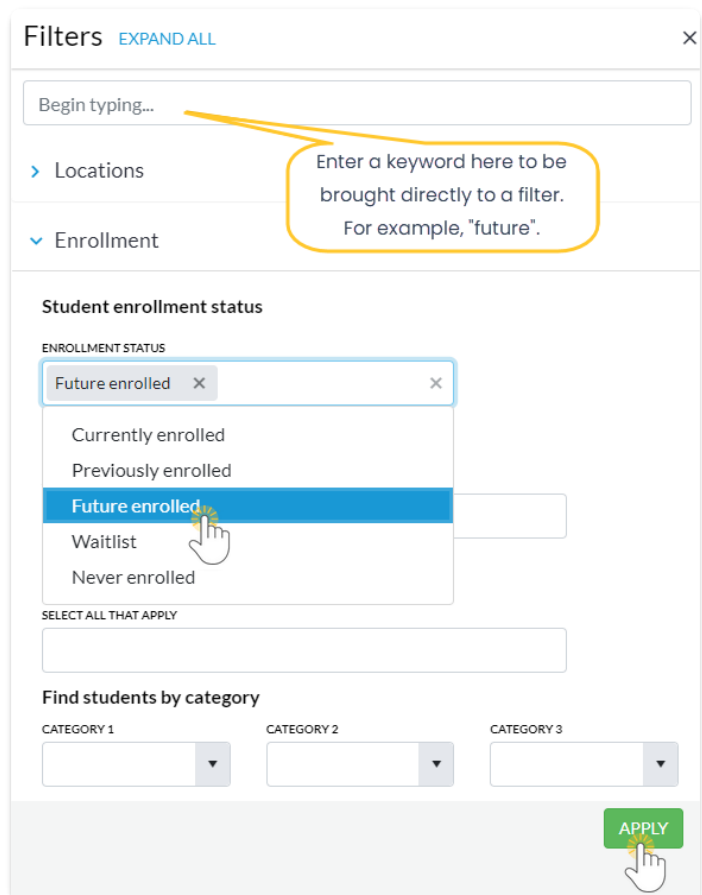 Filters EXPAND ALL
Begin typing...
Enter a keyword here to be
brought directly to a filter.
For example, "future".
Locations
Enrollment
Student enrollment status
ENROLLMENT STATUS
Future enrolled
Currently enrolled
Previously enrolled
Future enrolled
Waitlist
Never enrolled
SELECT ALL THAT APPLY
Find students by category
CATEGORY 1 CATEGORY 2 CATEGORY 3
APPLY